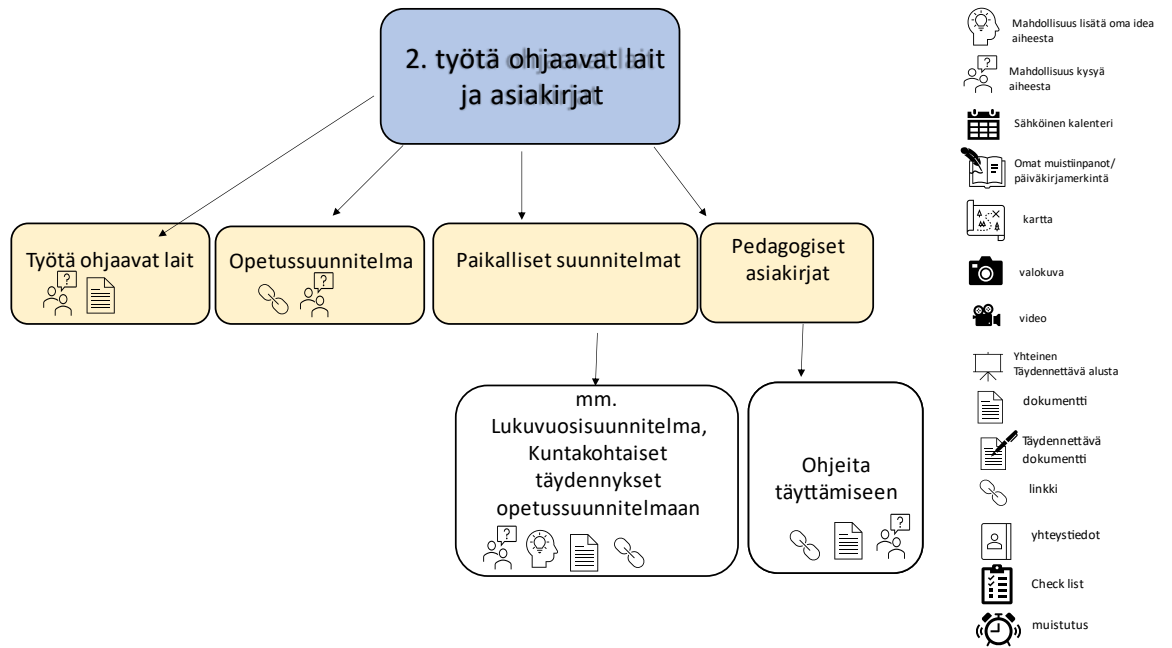 2. työtä ohjaavat lait
ja asiakirjat
Työtä ohjaavat lait
Opetussuunnitelma
Paikalliset suunnitelmat
Pedagogiset
asiakirjat
mm.
Lukuvuosisuunnitelma,
Kuntakohtaiset
täydennykset
opetussuunnitelmaan
Ohjeita
täyttämiseen
Mahdollisuus lisätä oma idea
aiheesta
Mahdollisuus kysyä
aiheesta
Sähköinen kalenteri
Omat muistiinpanot/
päiväkirjamerkintä
kartta
valokuva
video
Yhteinen
Täydennettävä alusta
dokumentti
Täydennettävä
dokumentti
linkki
yhteystiedot
Check list
muistutus